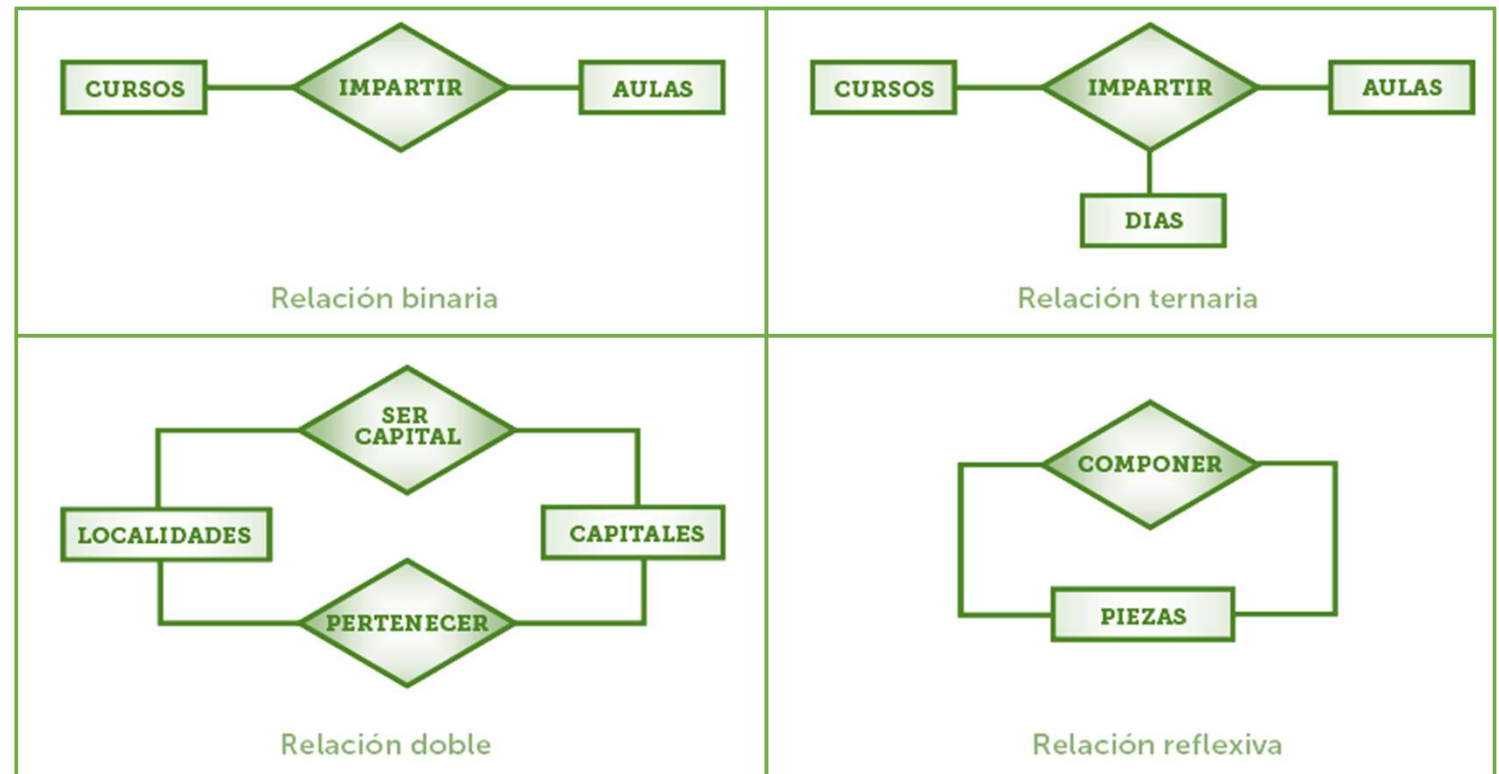 CURSOS
IMPARTIR
AULAS
Relación binaria
CURSOS
IMPARTIR
AULAS
DIAS
Relación ternaria
SER
CAPITAL
LOCALIDADES
CAPITALES
PERTENECER
Relación doble
COMPONER
PIEZAS
Relación reflexiva